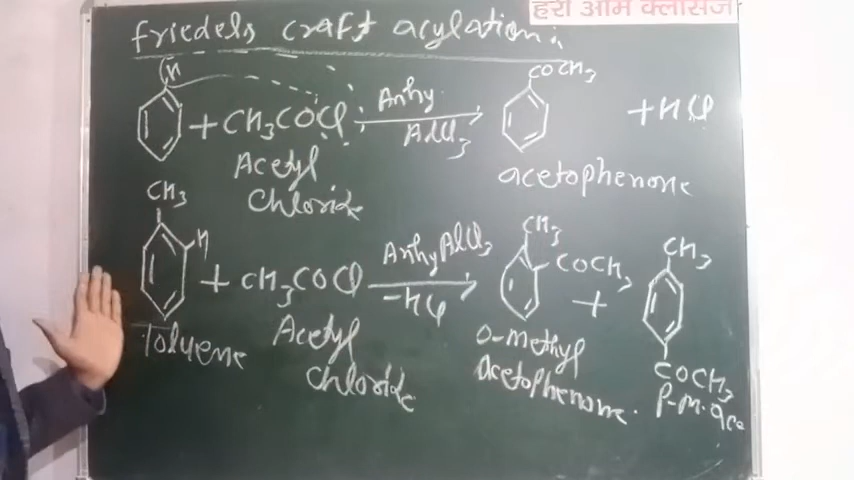 हरी ओम क्लासेज
Friedels craft acylation:
H COCH3
+ CH3COCl Anhy. AlCl3 + HCl
Acetyl Chloride acetophenone
CH3 CH3 CH3
H + CH3COCl Anhy AlCl3 -HCl COCH3 +
Toluene Acetyl Chloride o-methyl acetophenone. COCH3
P-m.ace